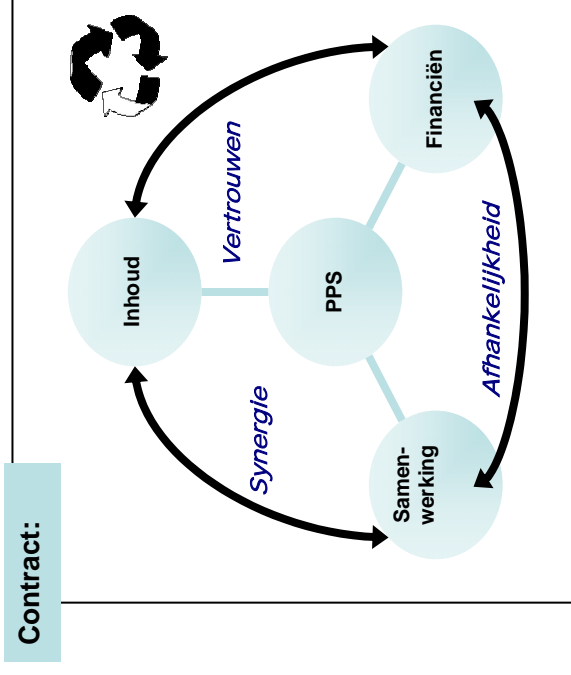 Contract:
Inhoud
Synergie
Vertrouwen
PPS
Samen-
werking
Financiën
Afhankelijkheid